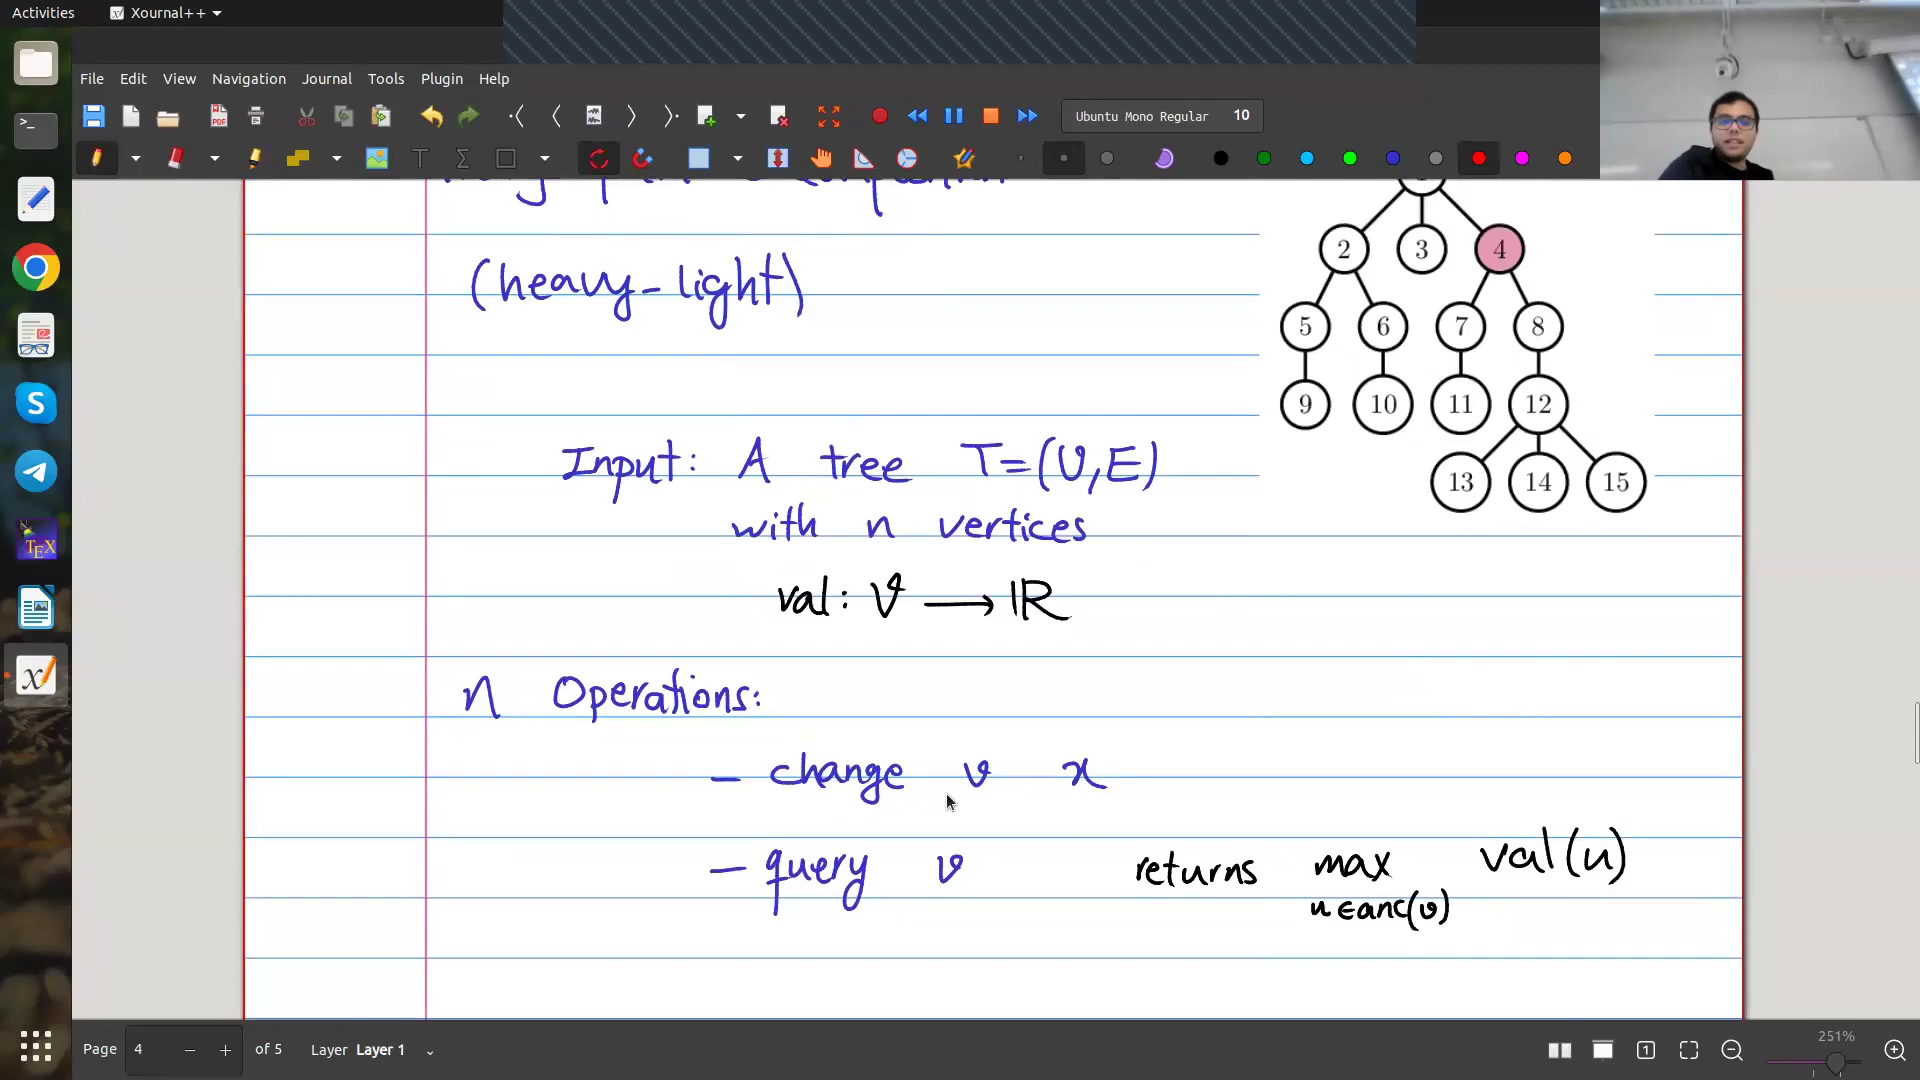 Activities Xournal++
File Edit View Navigation Journal Tools Plugin Help
Ubuntu Mono Regular 10
(heavy-light)
2 3 4
5 6 7 8
9 10 11 12
13 14 15
Input: A tree T=(V,E)
with n vertices
val: V ⟶ ℝ
n Operations:
- change v x
- query v returns max val(u)
u∈anc(v)
Page 4 of 5 Layer Layer 1
251%